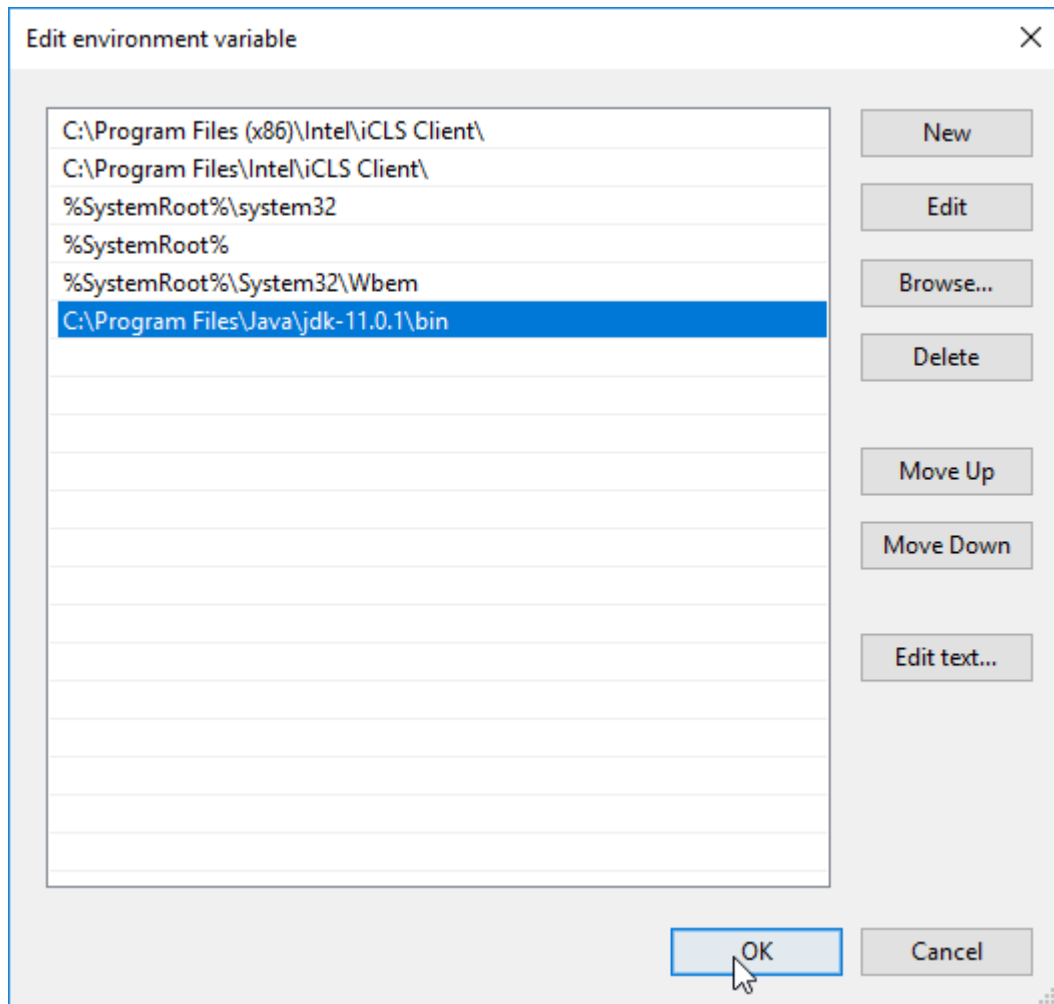 Edit environment variable
C:\Program Files (x86)\Intel\iCLS Client\
C:\Program Files\Intel\iCLS Client\
%SystemRoot%\system32
%SystemRoot%
%SystemRoot%\System32\Wbem
C:\Program Files\Java\jdk-11.0.1\bin
New
Edit
Browse...
Delete
Move Up
Move Down
Edit text...
OK
Cancel